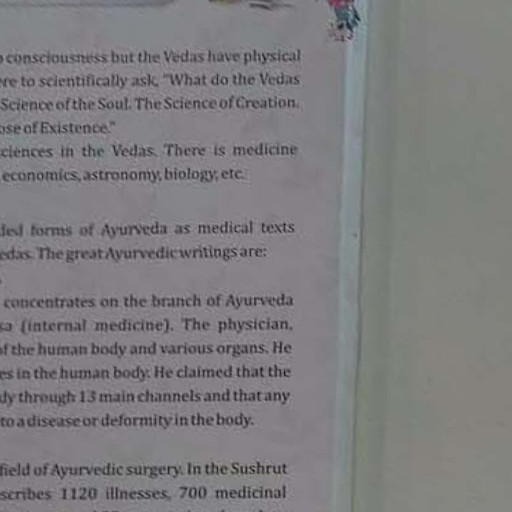 consciousness but the Vedas have physical
re to scientifically ask, "What do the Vedas
Science of the Soul. The Science of Creation.
ose of Existence."
ciences in the Vedas. There is medicine
economics, astronomy, biology, etc.
ded forms of Ayurveda as medical texts
edas. The great Ayurvedic writings are:
concentrates on the branch of Ayurveda
sa (internal medicine). The physician,
of the human body and various organs. He
es in the human body. He claimed that the
dy through 13 main channels and that any
to a disease or deformity in the body.
field of Ayurvedic surgery. In the Sushrut
scribes 1120 illnesses, 700 medicinal